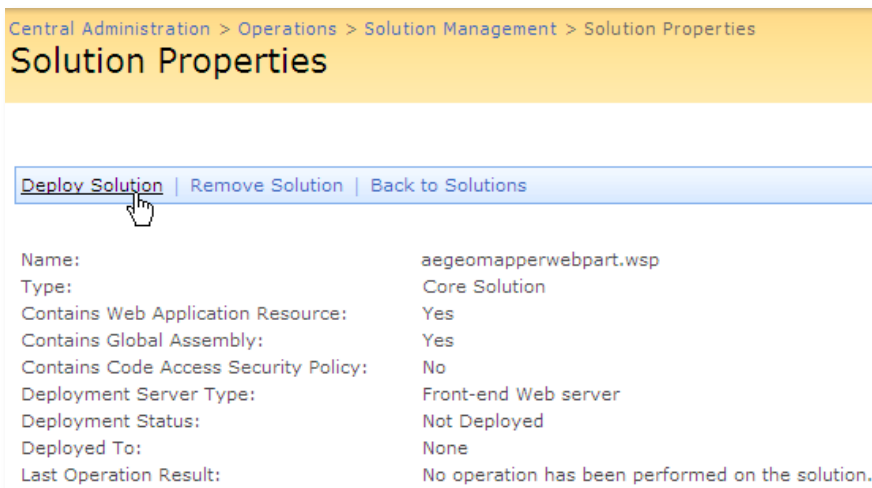 Central Administration > Operations > Solution Management > Solution Properties
Solution Properties
Deploy Solution | Remove Solution | Back to Solutions
Name: aegeomapperwebpart.wsp
Type: Core Solution
Contains Web Application Resource: Yes
Contains Global Assembly: Yes
Contains Code Access Security Policy: No
Deployment Server Type: Front-end Web server
Deployment Status: Not Deployed
Deployed To: None
Last Operation Result: No operation has been performed on the solution.